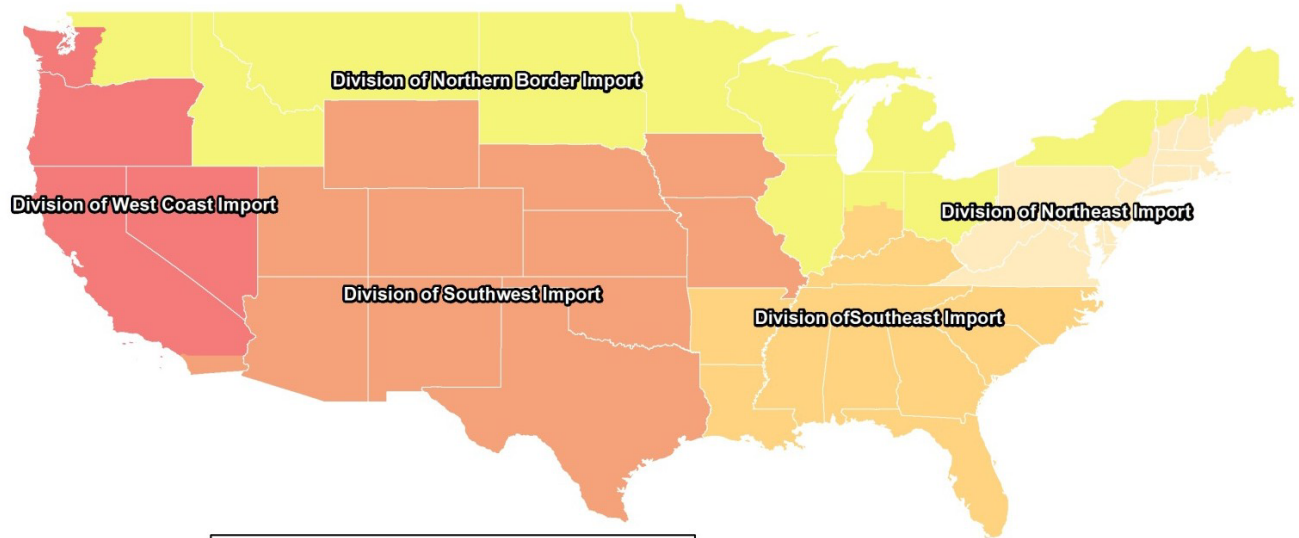 Division of Northern Border Import
Division of West Coast Import
Division of Northeast Import
Division of Southwest Import
Division ofSoutheast Import